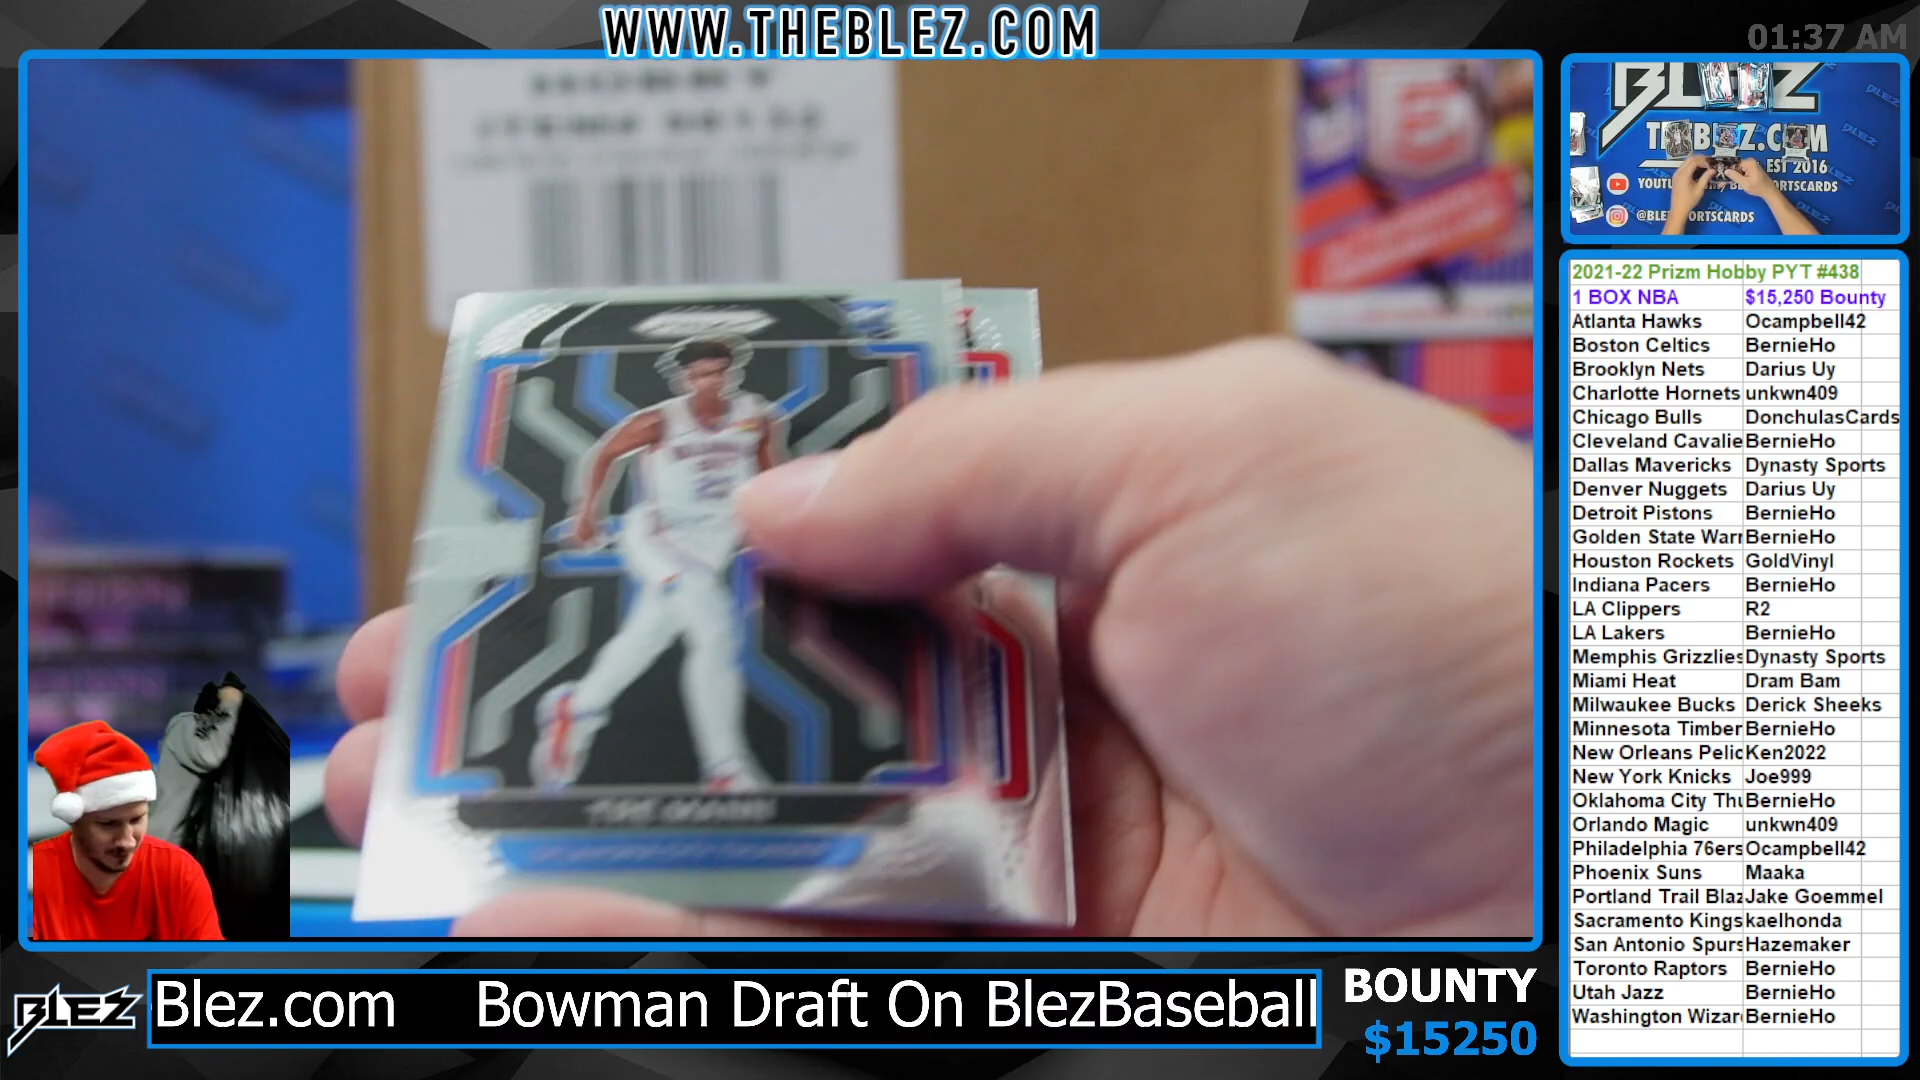 WWW.THEBLEZ.COM
01:37 AM
BLEZ
EST 2016
@BLE ORTSCARDS
2021-22 Prizm Hobby PYT #438
1 BOX NBA $15,250 Bounty
Atlanta Hawks Ocampbell42
Boston Celtics BernieHo
Brooklyn Nets Darius Uy
Charlotte Hornets unkwn409
Chicago Bulls DonchulasCards
Cleveland Cavalie BernieHo
Dallas Mavericks Dynasty Sports
Denver Nuggets Darius Uy
Detroit Pistons BernieHo
Golden State Warr BernieHo
Houston Rockets GoldVinyl
Indiana Pacers BernieHo
LA Clippers R2
LA Lakers BernieHo
Memphis Grizzlies Dynasty Sports
Miami Heat Dram Bam
Milwaukee Bucks Derick Sheeks
Minnesota Timber BernieHo
New Orleans Pelic Ken2022
New York Knicks Joe999
Oklahoma City Thu BernieHo
Orlando Magic unkwn409
Philadelphia 76ers Ocampbell42
Phoenix Suns Maaka
Portland Trail Blaz Jake Goemmel
Sacramento Kings kaelhonda
San Antonio Spurs Hazemaker
Toronto Raptors BernieHo
Utah Jazz BernieHo
Washington Wizar BernieHo
TRE MANN
BLEZ
Blez.com Bowman Draft On BlezBaseball
BOUNTY
$15250